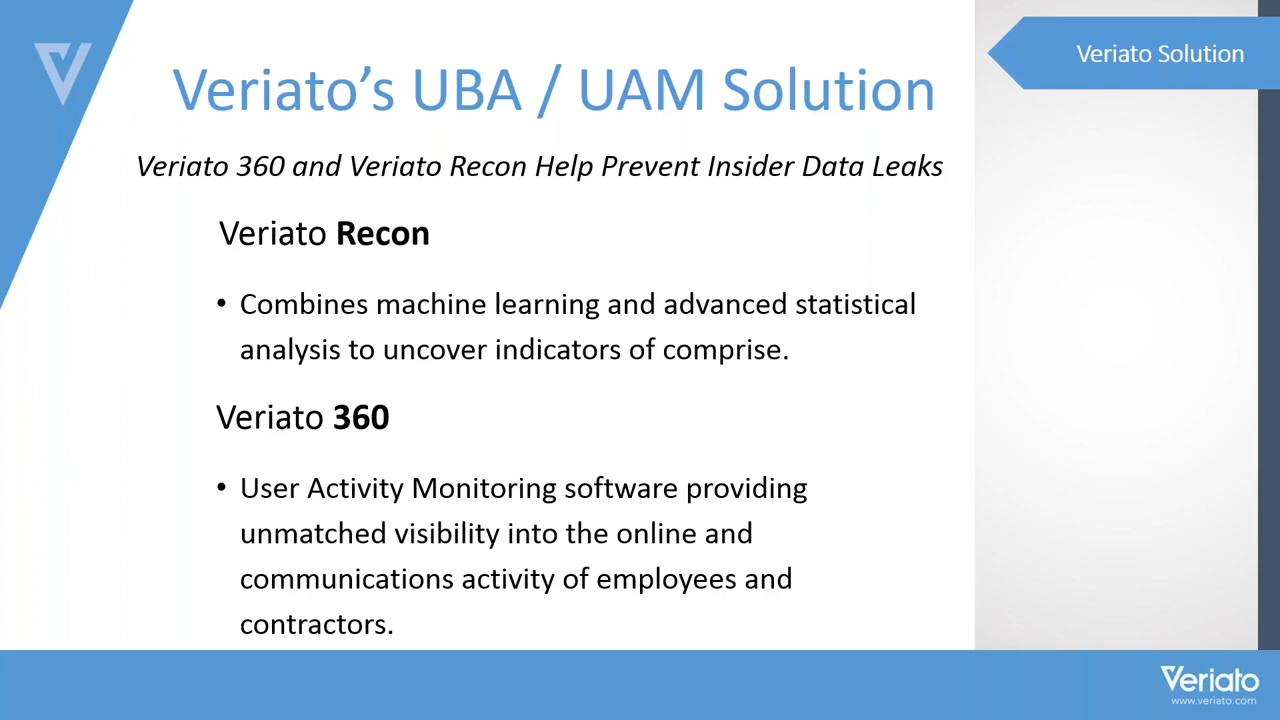 Veriato Solution
Veriato’s UBA / UAM Solution
Veriato 360 and Veriato Recon Help Prevent Insider Data Leaks
Veriato Recon
• Combines machine learning and advanced statistical
analysis to uncover indicators of comprise.
Veriato 360
• User Activity Monitoring software providing
unmatched visibility into the online and
communications activity of employees and
contractors.
Veriato
www.veriato.com